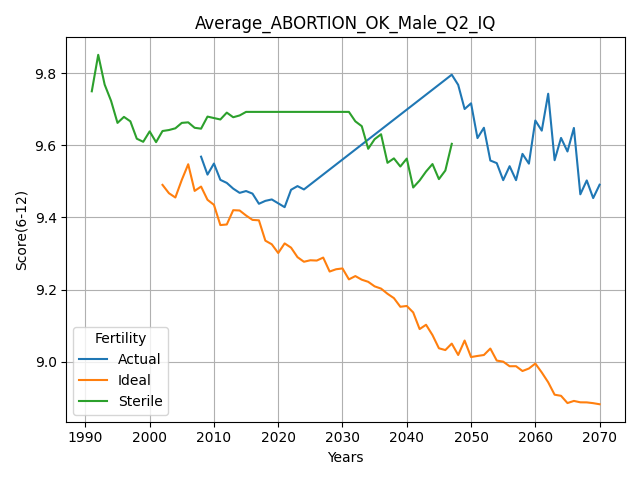 Average_ABORTION_OK_Male_Q2_IQ
Score(6-12)
9.8
9.6
9.4
9.2
9.0
Fertility
Actual
Ideal
Sterile
1990 2000 2010 2020 2030 2040 2050 2060 2070
Years